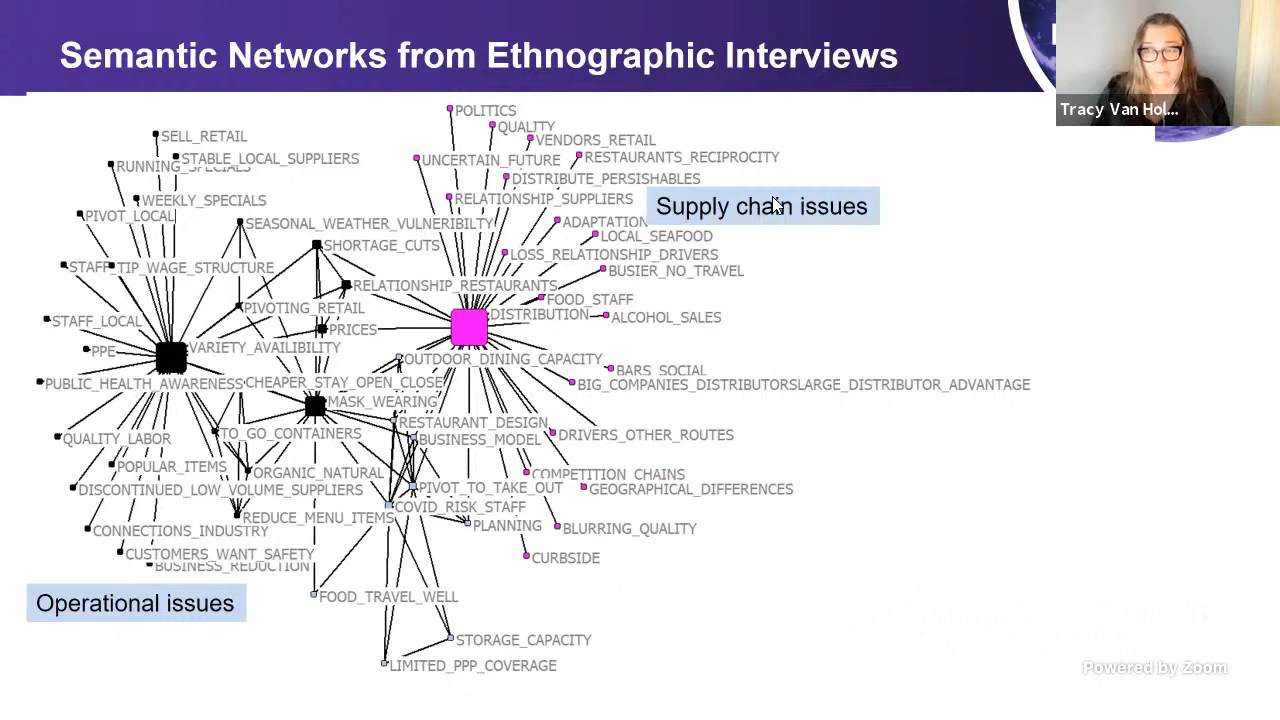 Semantic Networks from Ethnographic Interviews
Tracy Van Hol...
POLITICS
QUALITY
SELL_RETAIL
VENDORS_RETAIL
STABLE_LOCAL_SUPPLIERS
UNCERTAIN_FUTURE
RESTAURANTS_RECIPROCITY
RUNNING_SPECIALS
DISTRIBUTE_PERSISHABLES
WEEKLY_SPECIALS
RELATIONSHIP_SUPPLIERS
Supply chain issues
PIVOT_LOCAL
SEASONAL_WEATHER_VULNERIBILTY
ADAPTATION
LOCAL_SEAFOOD
SHORTAGE_CUTS
LOSS_RELATIONSHIP_DRIVERS
STAFF_TIP_WAGE_STRUCTURE
BUSIER_NO_TRAVEL
RELATIONSHIP_RESTAURANTS
FOOD_STAFF
PIVOTING_RETAIL
DISTRIBUTION
ALCOHOL_SALES
STAFF_LOCAL
PRICES
PPE
VARIETY_AVAILIBILITY
OUTDOOR_DINING_CAPACITY
BARS_SOCIAL
PUBLIC_HEALTH_AWARENESS
CHEAPER_STAY_OPEN_CLOSE
BIG_COMPANIES_DISTRIBUTORSLARGE_DISTRIBUTOR_ADVANTAGE
MASK_WEARING
RESTAURANT_DESIGN
QUALITY_LABOR
TO_GO_CONTAINERS
BUSINESS_MODEL
DRIVERS_OTHER_ROUTES
POPULAR_ITEMS
ORGANIC_NATURAL
COMPETITION_CHAINS
DISCONTINUED_LOW_VOLUME_SUPPLIERS
PIVOT_TO_TAKE_OUT
GEOGRAPHICAL_DIFFERENCES
COVID_RISK_STAFF
REDUCE_MENU_ITEMS
PLANNING
BLURRING_QUALITY
CONNECTIONS_INDUSTRY
CUSTOMERS_WANT_SAFETY
CURBSIDE
BUSINESS_REDUCTION
Operational issues
FOOD_TRAVEL_WELL
STORAGE_CAPACITY
LIMITED_PPP_COVERAGE
Powered by Zoom